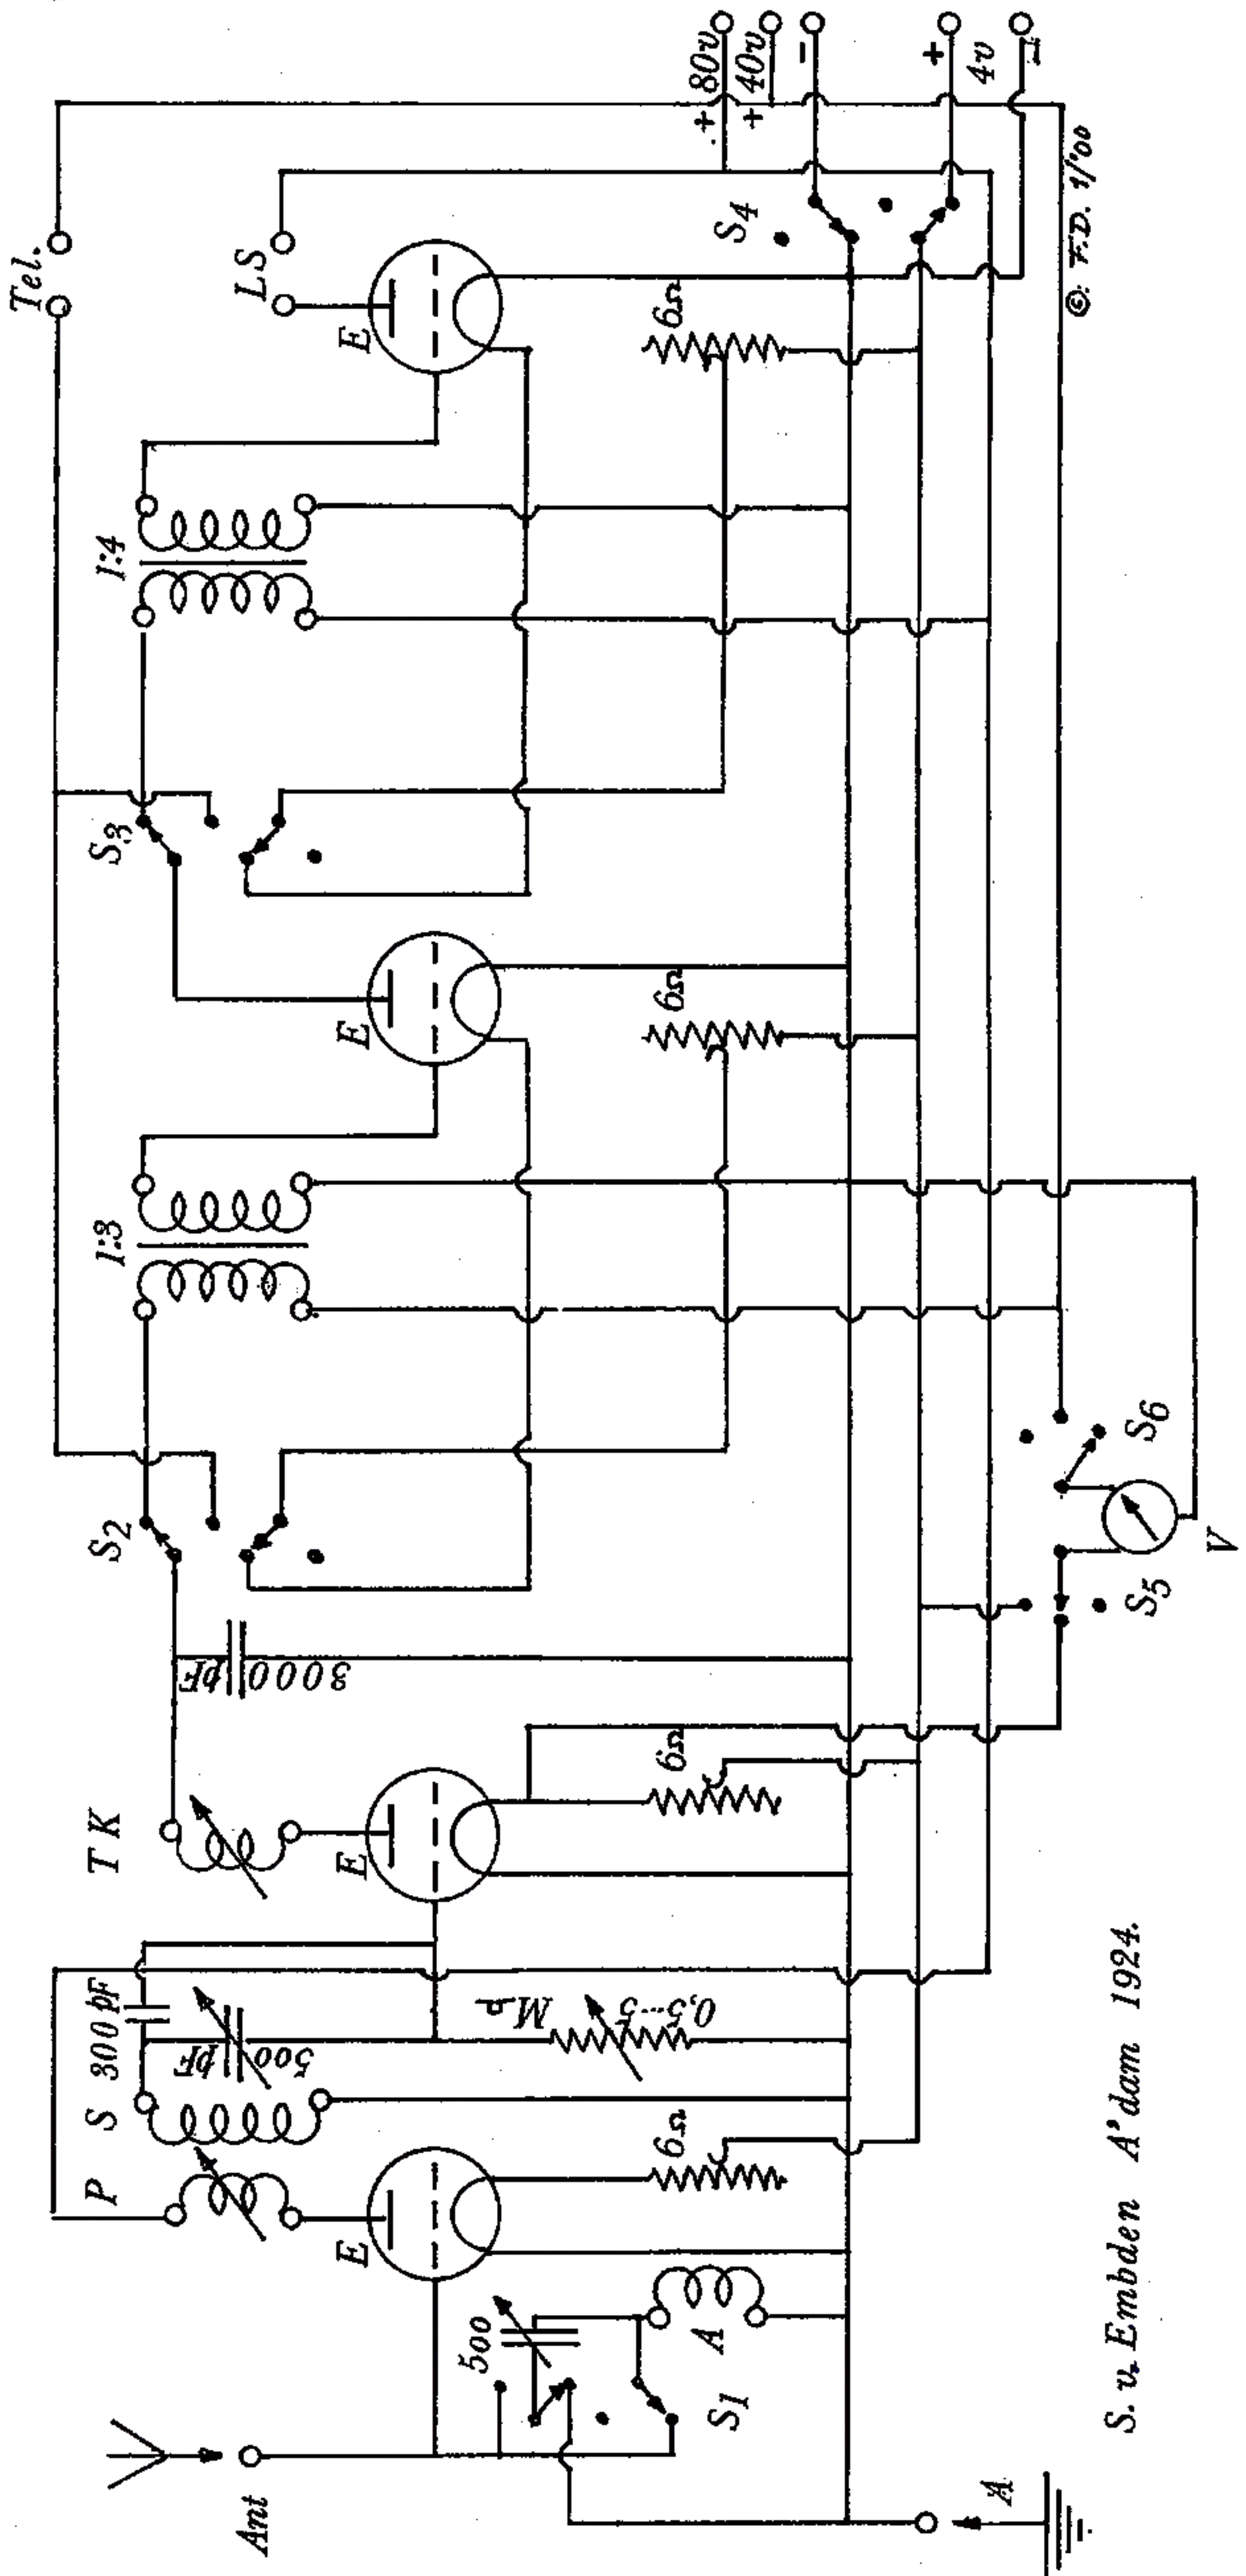 Ant
A
500
A
S1
P
S
E
6Ω
300 pF
500 pF
0,5...5 MΩ
T K
E
6Ω
3000 pF
S2
S5
V
S6
1:3
E
6Ω
S3
1:4
E
6Ω
LS
Tel.
S4
+ 80v
+ 40v
-
+
4v
-
© F.D. 1/'00
S. v. Embden A'dam 1924.